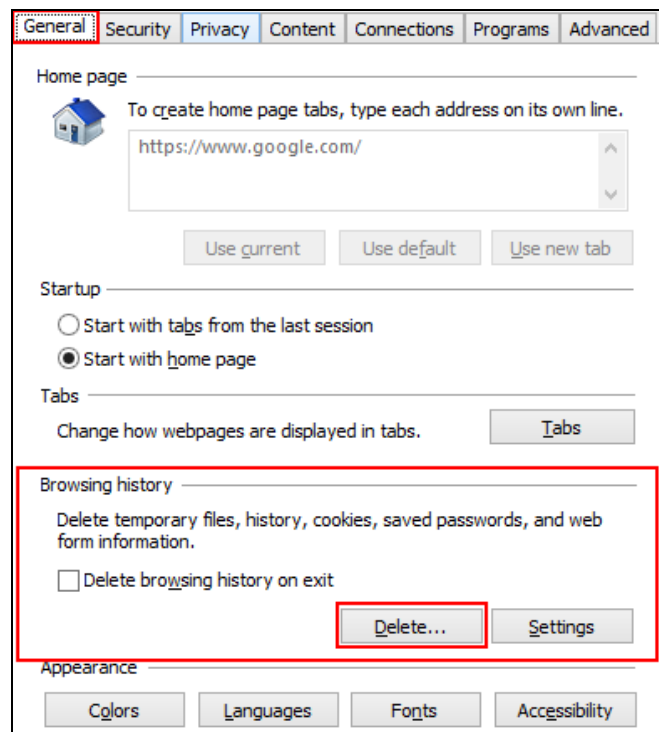 General Security Privacy Content Connections Programs Advanced
Home page
To create home page tabs, type each address on its own line.
https://www.google.com/
Use current Use default Use new tab
Startup
Start with tabs from the last session
Start with home page
Tabs
Change how webpages are displayed in tabs. Tabs
Browsing history
Delete temporary files, history, cookies, saved passwords, and web
form information.
Delete browsing history on exit
Delete... Settings
Appearance
Colors Languages Fonts Accessibility